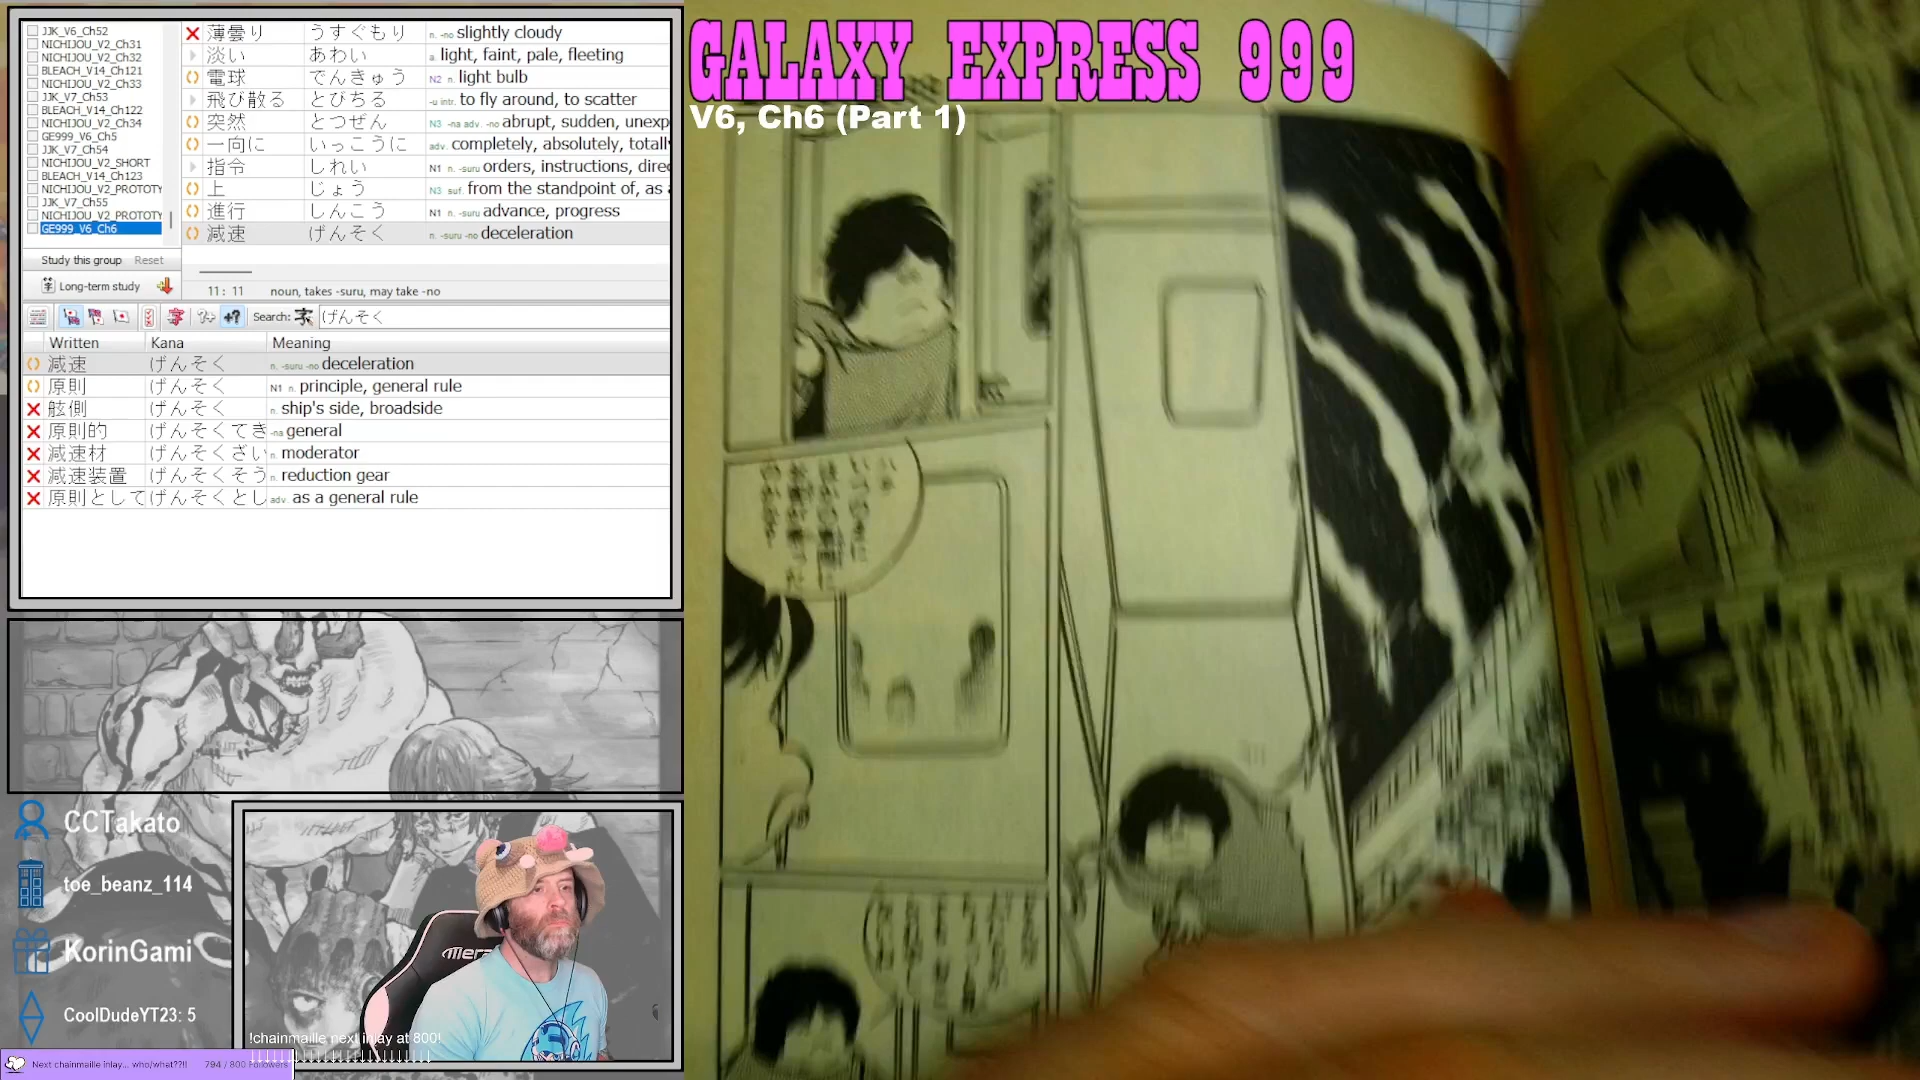 JJK_V6_Ch52
NICHIJOU_V2_Ch31
NICHIJOU_V2_Ch32
BLEACH_V14_Ch121
NICHIJOU_V2_Ch33
JJK_V7_Ch53
BLEACH_V14_Ch122
NICHIJOU_V2_Ch34
GE999_V6_Ch5
JJK_V7_Ch54
NICHIJOU_V2_SHORT
BLEACH_V14_Ch123
NICHIJOU_V2_PROTOTY
JJK_V7_Ch55
NICHIJOU_V2_PROTOTY
GE999_V6_Ch6
Study this group Reset
Long-term study
薄曇り うすぐもり n. -no slightly cloudy
淡い あわい a. light, faint, pale, fleeting
電球 でんきゅう N2 n. light bulb
飛び散る とびちる -u intr. to fly around, to scatter
突然 とつぜん N3 -na adv. -no abrupt, sudden, unexp
一向に いっこうに adv. completely, absolutely, totall
指令 しれい N1 n. -suru orders, instructions, direc
上 じょう N3 suf. from the standpoint of, as
進行 しんこう N1 n. -suru advance, progress
減速 げんそく n. -suru -no deceleration
11: 11 noun, takes -suru, may take -no
Search: げんそく
Written Kana Meaning
減速 げんそく n. -suru -no deceleration
原則 げんそく N1 n. principle, general rule
舷側 げんそく n. ship's side, broadside
原則的 げんそくてき -na general
減速材 げんそくざい n. moderator
減速装置 げんそくそう n. reduction gear
原則として げんそくとし adv. as a general rule
GALAXY EXPRESS 999
V6, Ch6 (Part 1)
CCTakato
toe_beanz_114
KorinGami
CoolDudeYT23: 5
!chainmaille next inlay at 800!
Next chainmaille inlay... who/what??!! 794 / 800 Followers